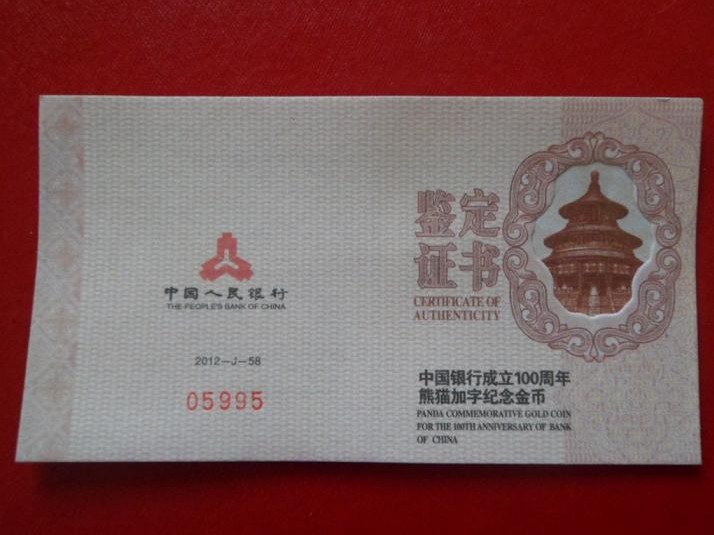 中国人民银行
THE PEOPLE'S BANK OF CHINA
2012-J-58
05995
鉴定
证书
CERTIFICATE OF
AUTHENTICITY
中国银行成立100周年
熊猫加字纪念金币
PANDA COMMEMORATIVE GOLD COIN
FOR THE 100TH ANNIVERSARY OF BANK
OF CHINA